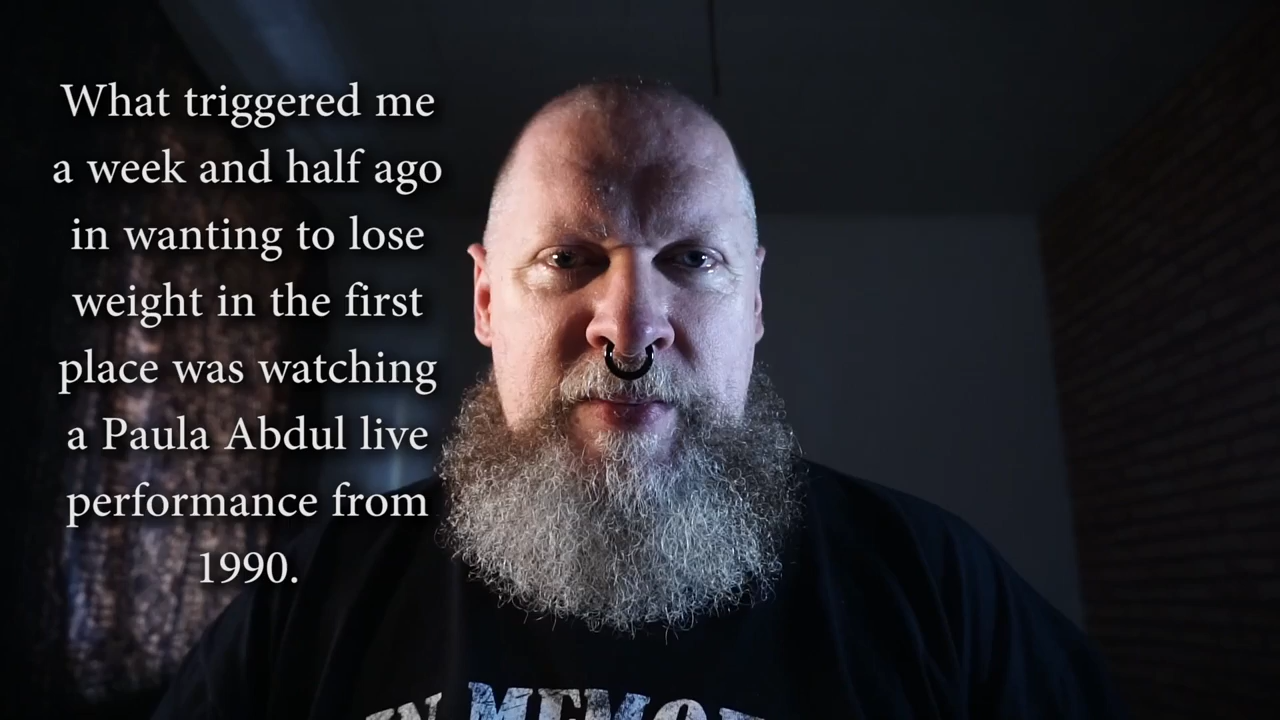 What triggered me
a week and half ago
in wanting to lose
weight in the first
place was watching
a Paula Abdul live
performance from
1990.
IN